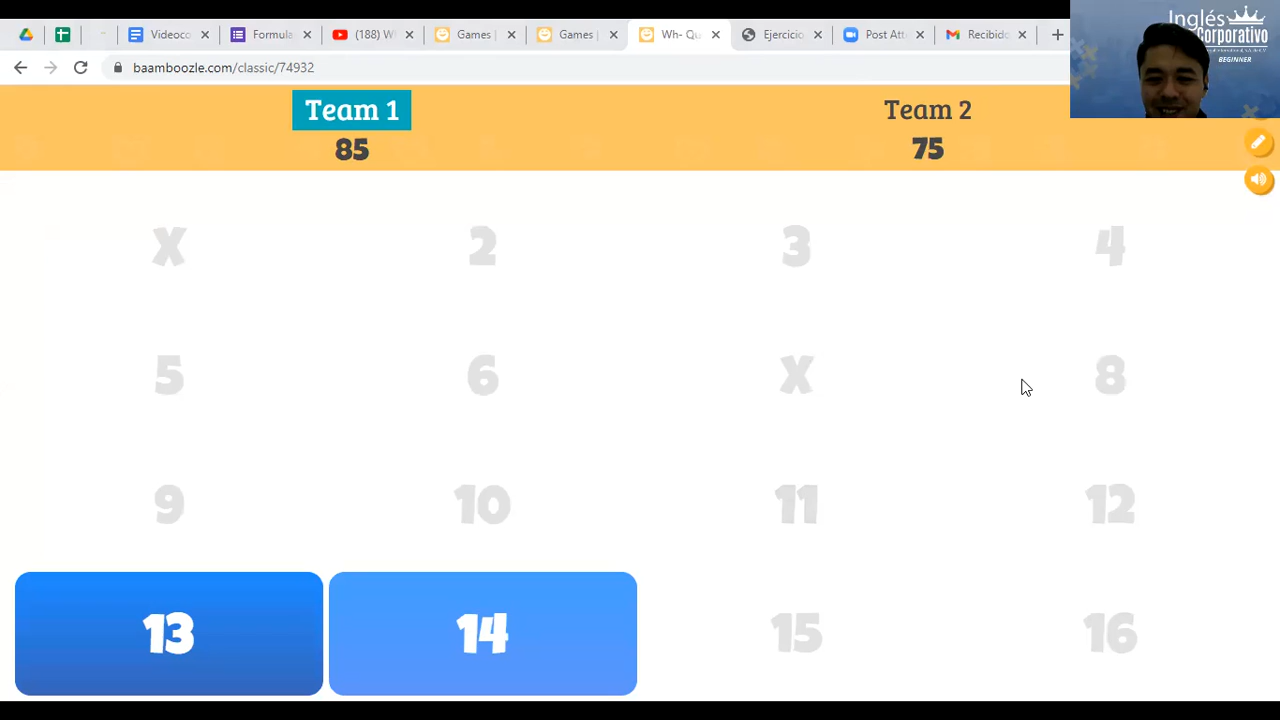 Videoco
Formula
(188) W
Games |
Games |
Wh- Qu
Ejercicio
Post Atte
Recibido
baamboozle.com/classic/74932
Inglés
Corporativo
BEGINNER
Team 1
Team 2
85
75
X
2
3
4
5
6
X
8
9
10
11
12
13
14
15
16